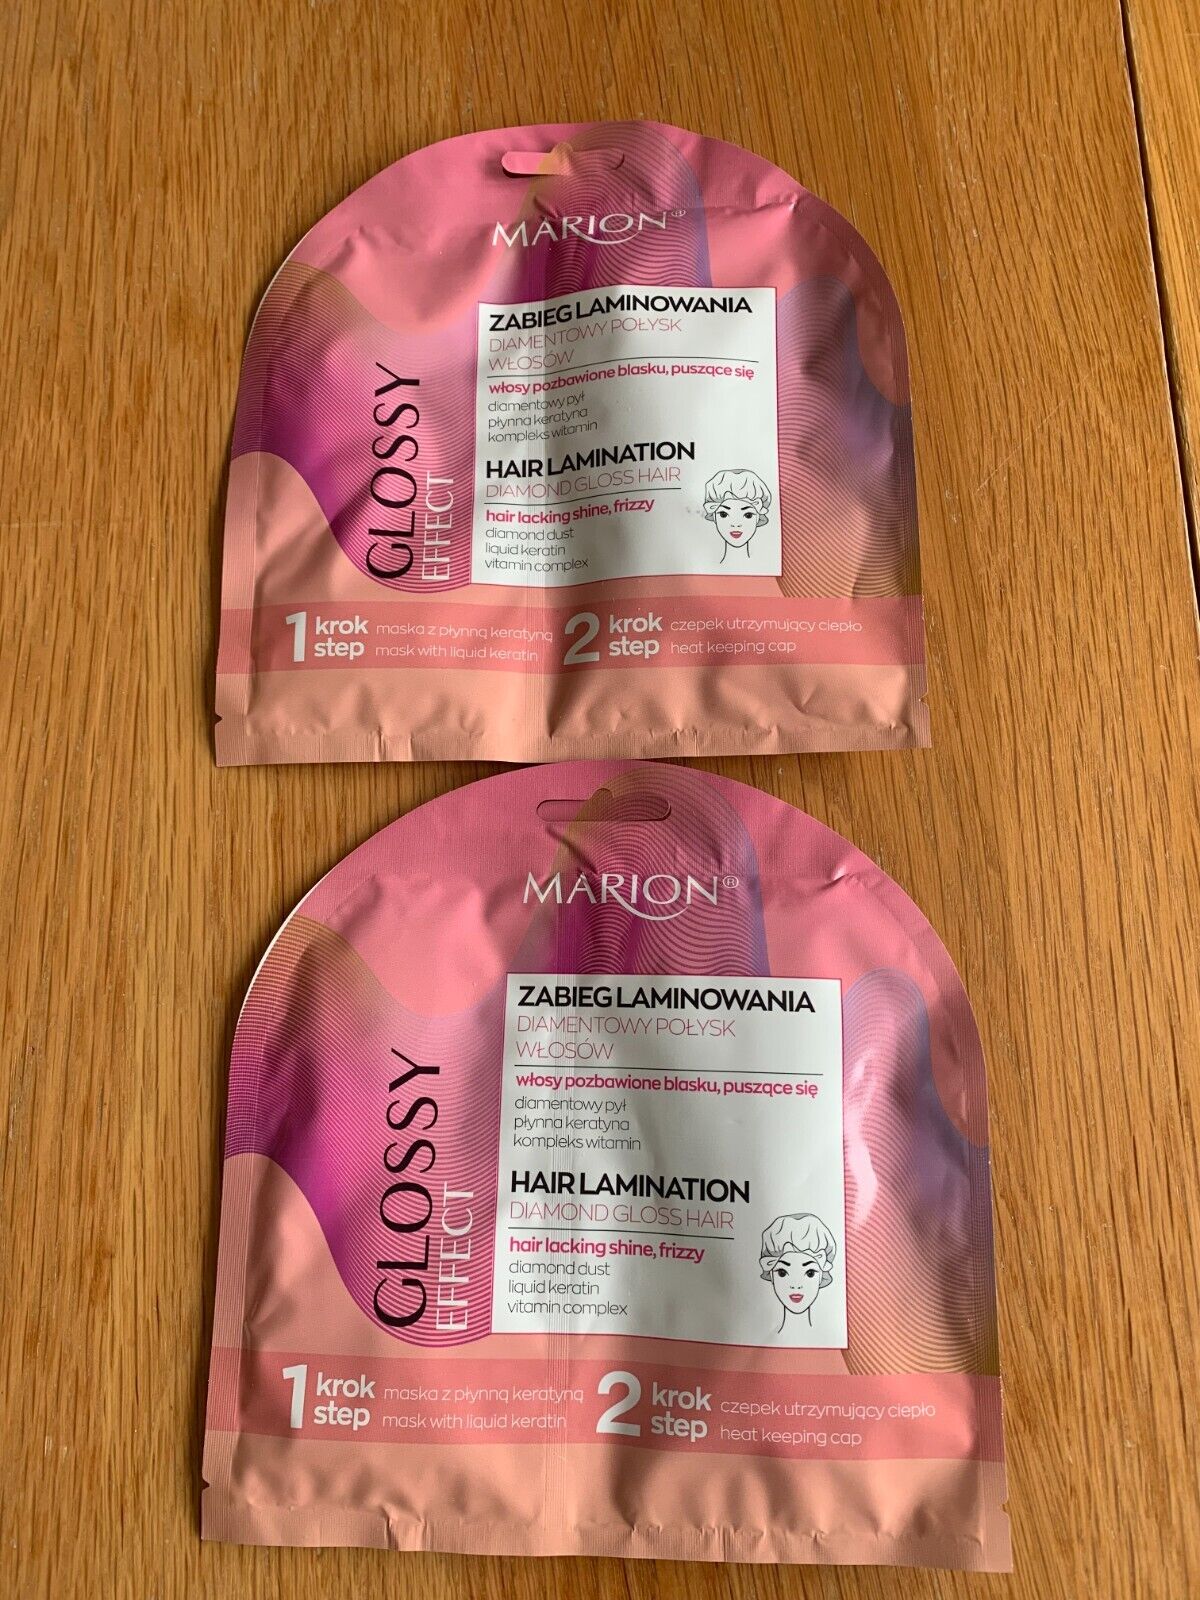 MARION®
ZABIEG LAMINOWANIA
DIAMENTOWY POŁYSK
WŁOSÓW
włosy pozbawione blasku, puszące się
diamentowy pył
płynna keratyna
kompleks witamin
HAIR LAMINATION
DIAMOND GLOSS HAIR
hair lacking shine, frizzy
diamond dust
liquid keratin
vitamin complex
GLOSSY
EFFECT
1 krok maska z płynną keratyną
step mask with liquid keratin
2 krok czepek utrzymujący ciepło
step heat keeping cap
MARION®
ZABIEG LAMINOWANIA
DIAMENTOWY POŁYSK
WŁOSÓW
włosy pozbawione blasku, puszące się
diamentowy pył
płynna keratyna
kompleks witamin
HAIR LAMINATION
DIAMOND GLOSS HAIR
hair lacking shine, frizzy
diamond dust
liquid keratin
vitamin complex
GLOSSY
EFFECT
1 krok maska z płynną keratyną
step mask with liquid keratin
2 krok czepek utrzymujący ciepło
step heat keeping cap